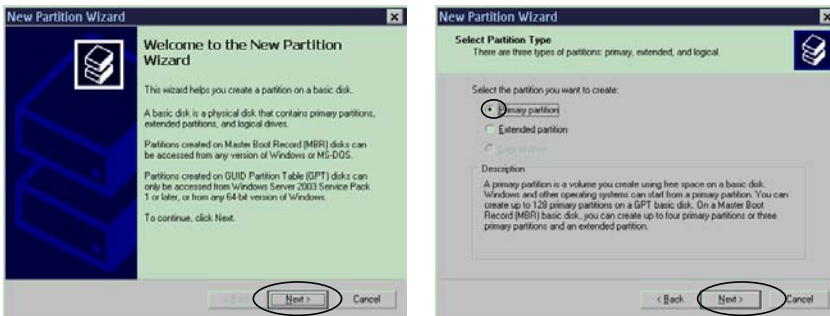 New Partition Wizard
Welcome to the New Partition
Wizard
This wizard helps you create a partition on a basic disk.
A basic disk is a physical disk that contains primary partitions,
extended partitions, and logical drives.
Partitions created on Master Boot Record (MBR) disks can
be accessed from any version of Windows or MS-DOS.
Partitions created on GUID Partition Table (GPT) disks can
only be accessed from Windows Server 2003 Service Pack
1 or later, or from any 64-bit version of Windows.
To continue, click Next.
< Back
Next >
Cancel
New Partition Wizard
Select Partition Type
There are three types of partitions: primary, extended, and logical.
Select the partition you want to create:
Primary partition
Extended partition
Logical drive
Description
A primary partition is a volume you create using free space on a basic disk.
Windows and other operating systems can start from a primary partition. You can
create up to 128 primary partitions on a GPT basic disk. On a Master Boot
Record (MBR) basic disk, you can create up to four primary partitions or three
primary partitions and an extended partition.
< Back
Next >
Cancel